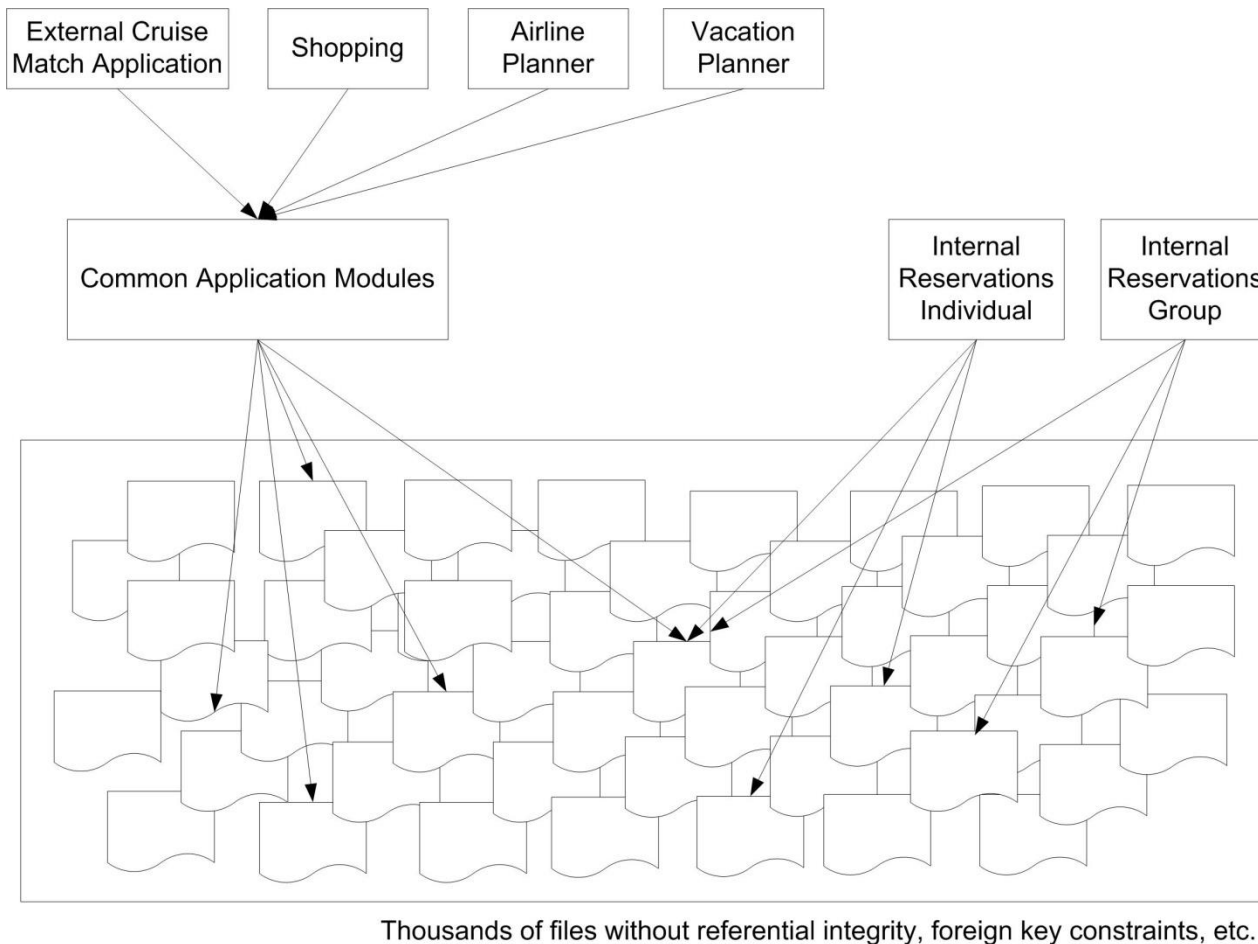 External Cruise
Match Application
Shopping
Airline
Planner
Vacation
Planner
Common Application Modules
Internal
Reservations
Individual
Internal
Reservations
Group
Thousands of files without referential integrity, foreign key constraints, etc.